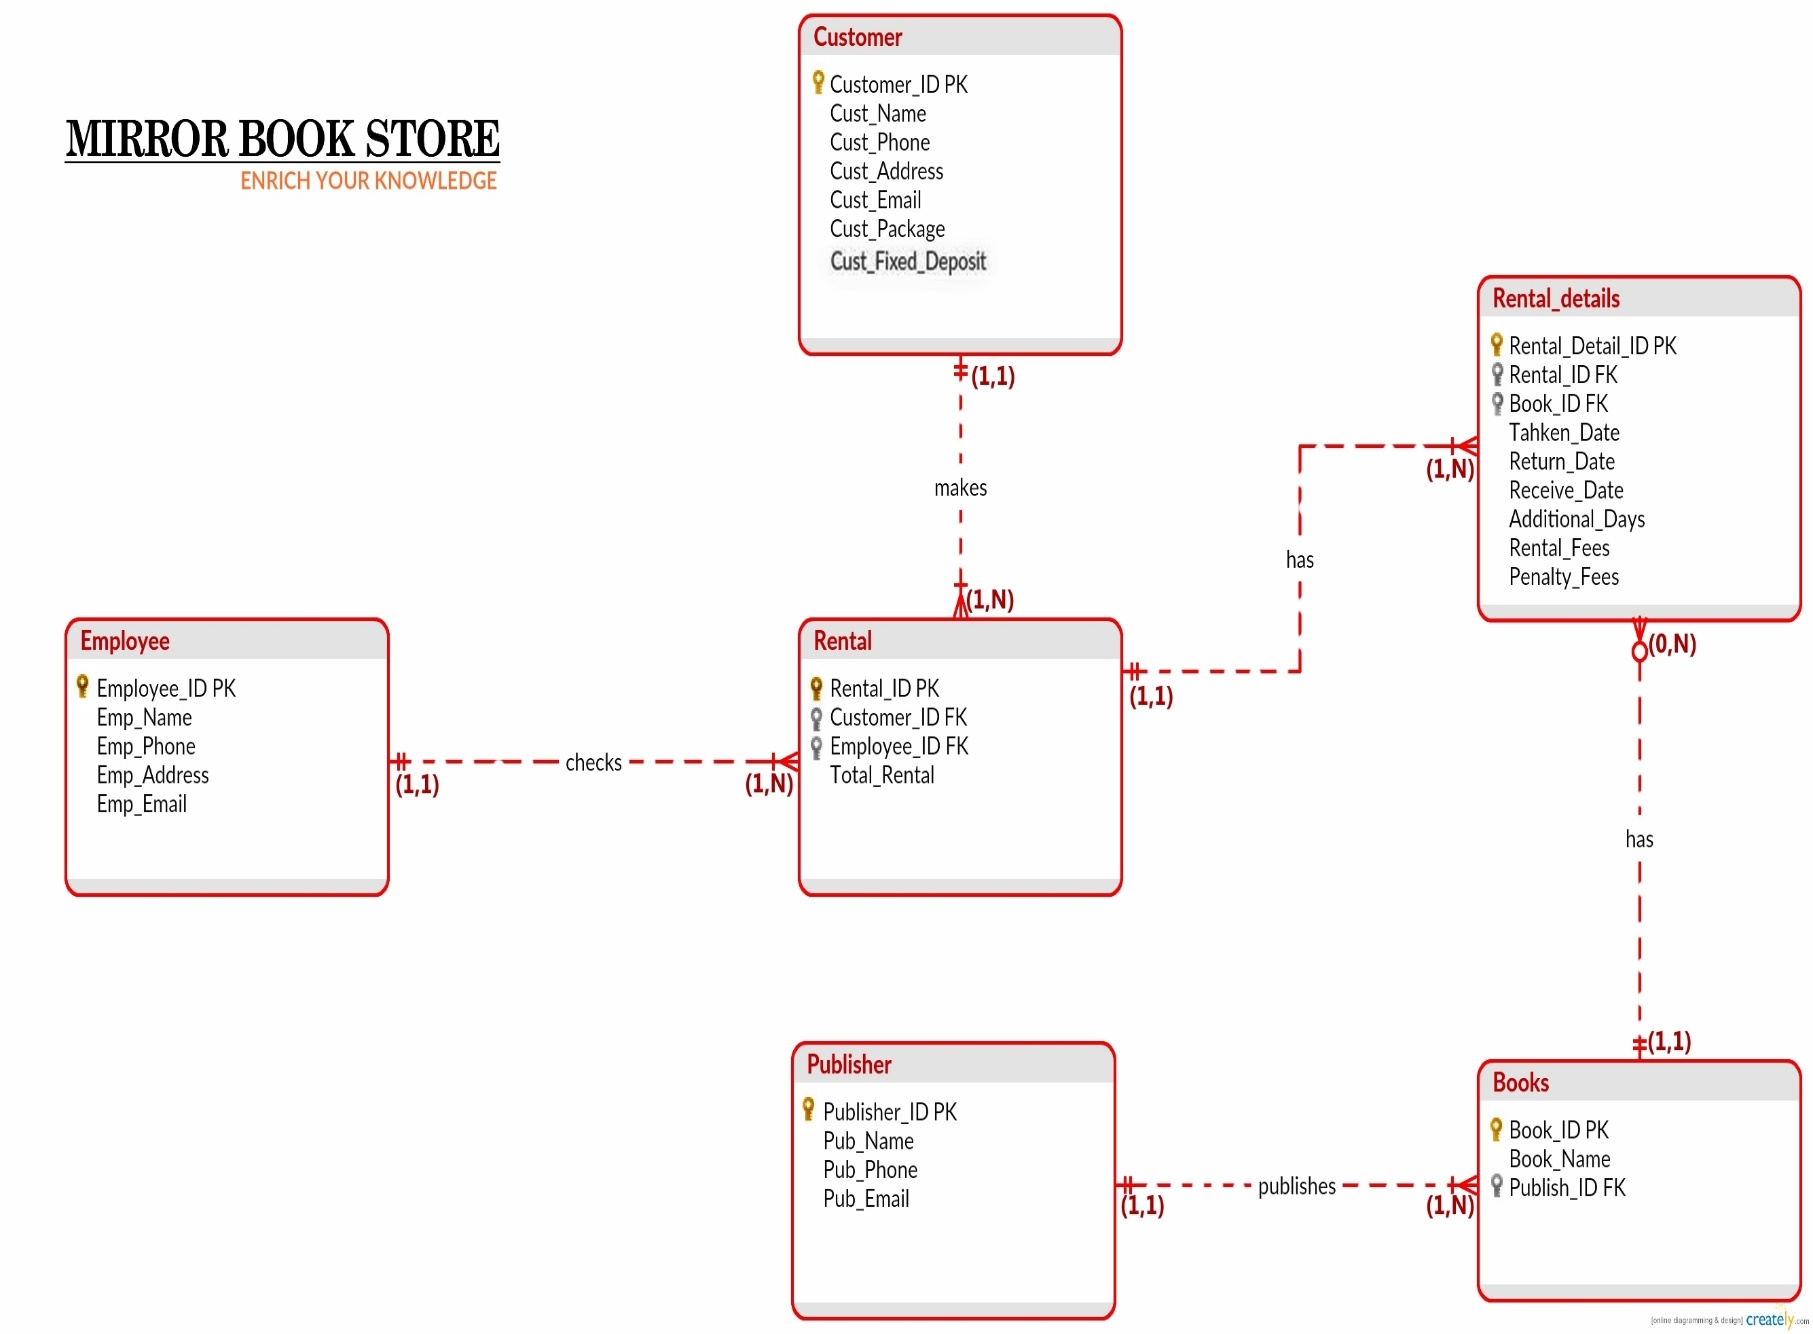 MIRROR BOOK STORE
ENRICH YOUR KNOWLEDGE
Customer
Customer_ID PK
Cust_Name
Cust_Phone
Cust_Address
Cust_Email
Cust_Package
Cust_Fixed_Deposit
(1,1)
makes
(1,N)
Rental_details
Rental_Detail_ID PK
Rental_ID FK
Book_ID FK
Tahken_Date
Return_Date
Receive_Date
Additional_Days
Rental_Fees
Penalty_Fees
(1,N)
has
(1,1)
(0,N)
has
(1,1)
Employee
Employee_ID PK
Emp_Name
Emp_Phone
Emp_Address
Emp_Email
(1,1)
checks
(1,N)
Rental
Rental_ID PK
Customer_ID FK
Employee_ID FK
Total_Rental
Publisher
Publisher_ID PK
Pub_Name
Pub_Phone
Pub_Email
(1,1)
publishes
(1,N)
Books
Book_ID PK
Book_Name
Publish_ID FK
[online diagramming & design] creately.com